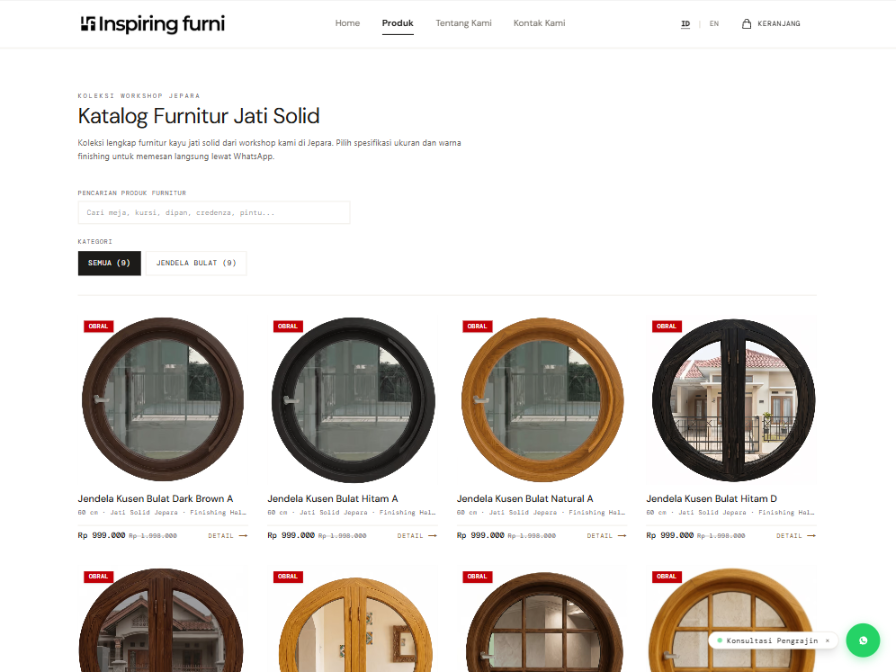 Inspiring furni
Home
Produk
Tentang Kami
Kontak Kami
ID | EN
KERANJANG
KOLEKSI WORKSHOP JEPARA
Katalog Furnitur Jati Solid
Koleksi lengkap furnitur kayu jati solid dari workshop kami di Jepara. Pilih spesifikasi ukuran dan warna
finishing untuk memesan langsung lewat WhatsApp.
PENCARIAN PRODUK FURNITUR
Cari meja, kursi, dipan, credenza, pintu...
KATEGORI
SEMUA (9)
JENDELA BULAT (9)
OBRAL
OBRAL
OBRAL
OBRAL
Jendela Kusen Bulat Dark Brown A
60 cm · Jati Solid Jepara · Finishing Hal…
Rp 999.000 Rp 1.998.000 DETAIL →
Jendela Kusen Bulat Hitam A
60 cm · Jati Solid Jepara · Finishing Hal…
Rp 999.000 Rp 1.998.000 DETAIL →
Jendela Kusen Bulat Natural A
60 cm · Jati Solid Jepara · Finishing Hal…
Rp 999.000 Rp 1.998.000 DETAIL →
Jendela Kusen Bulat Hitam D
60 cm · Jati Solid Jepara · Finishing Hal…
Rp 999.000 Rp 1.998.000 DETAIL →
OBRAL
OBRAL
OBRAL
OBRAL
Konsultasi Pengrajin ×